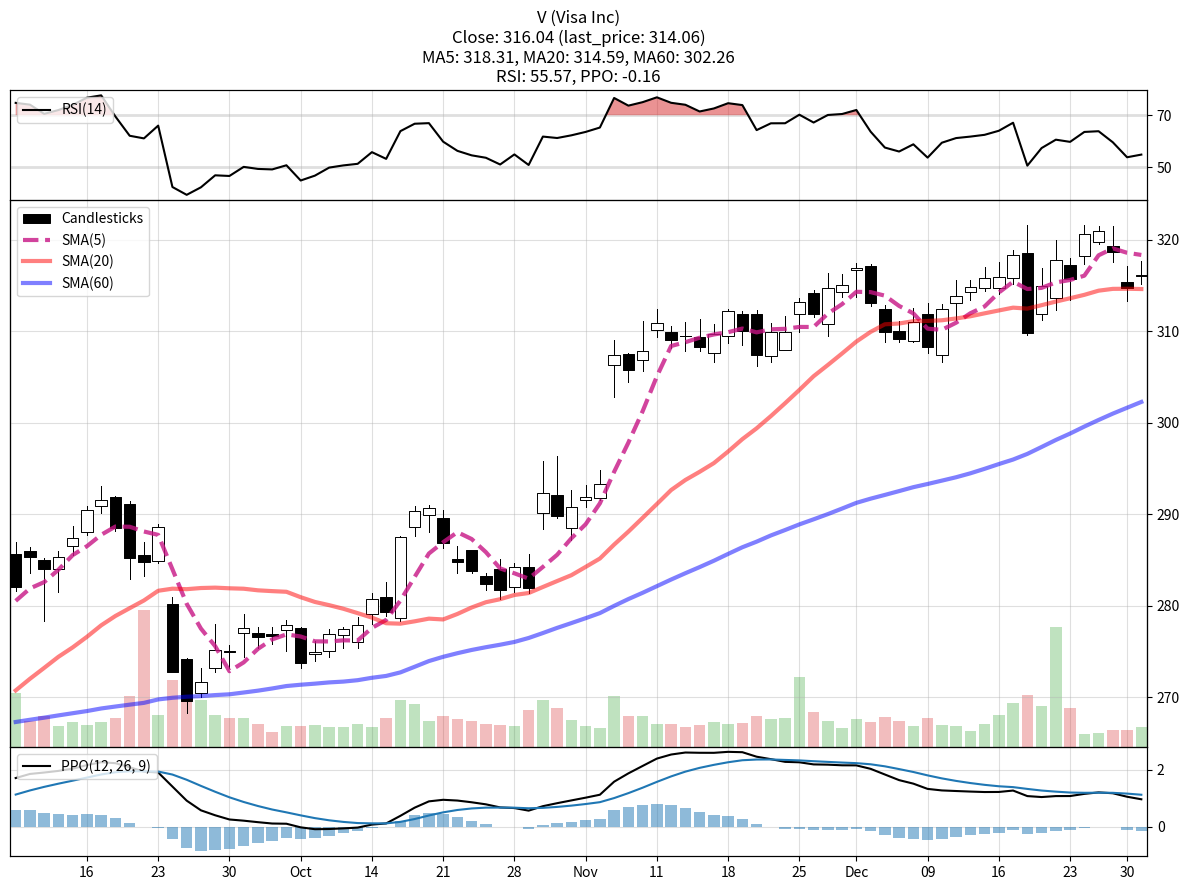 V (Visa Inc)
Close: 316.04 (last_price: 314.06)
MA5: 318.31, MA20: 314.59, MA60: 302.26
RSI: 55.57, PPO: -0.16
RSI(14)
70
50
Candlesticks
SMA(5)
SMA(20)
SMA(60)
320
310
300
290
280
270
PPO(12, 26, 9)
2
0
16 23 30 Oct 14 21 28 Nov 11 18 25 Dec 09 16 23 30